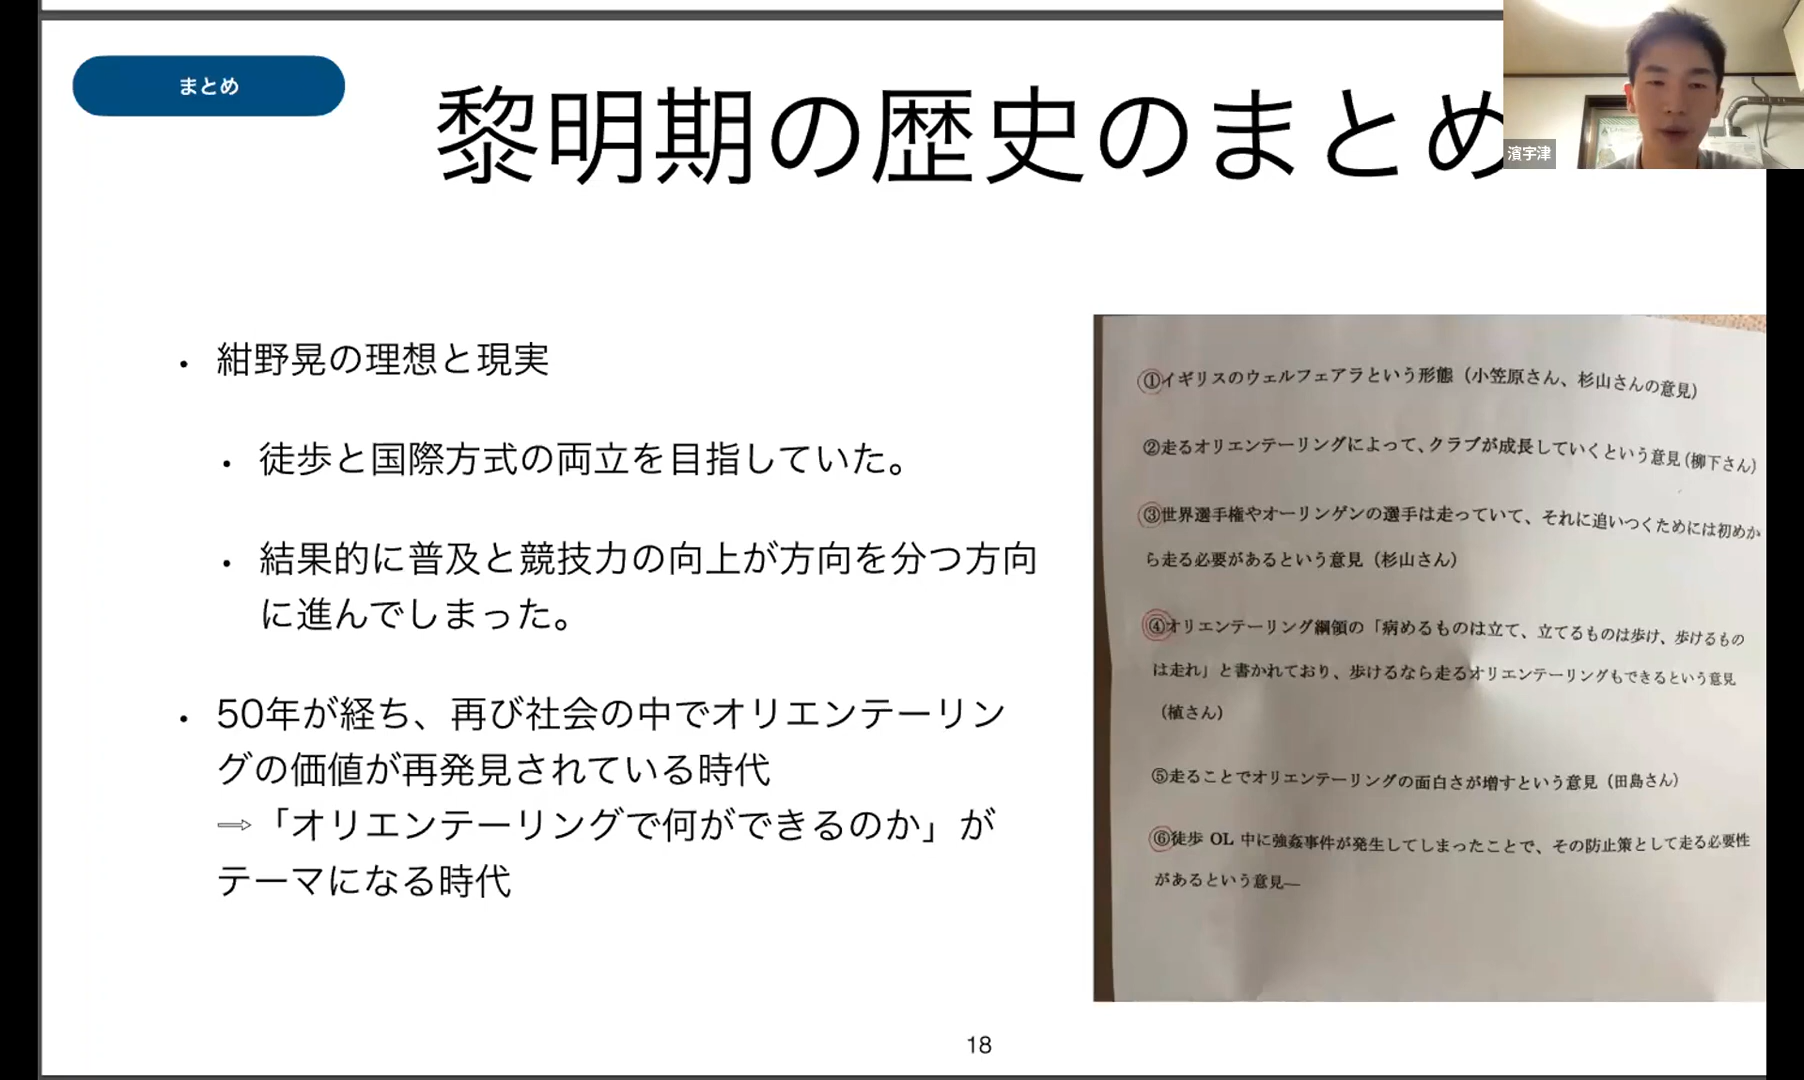 まとめ
黎明期の歴史のまとめ
濱宇津
・紺野晃の理想と現実
・徒歩と国際方式の両立を目指していた。
・結果的に普及と競技力の向上が方向を分つ方向
に進んでしまった。
・50年が経ち、再び社会の中でオリエンテーリン
グの価値が再発見されている時代
⇨「オリエンテーリングで何ができるのか」が
テーマになる時代
①イギリスのウェルフェアラという形態（小笠原さん、杉山さんの意見）
②走るオリエンテーリングによって、クラブが成長していくという意見（柳下さん）
③世界選手権やオーリンゲンの選手は走っていて、それに追いつくためには初めか
ら走る必要があるという意見（杉山さん）
④オリエンテーリング綱領の「病めるものは立て、立てるものは歩け、歩けるもの
は走れ」と書かれており、歩けるなら走るオリエンテーリングもできるという意見
（植さん）
⑤走ることでオリエンテーリングの面白さが増すという意見（田島さん）
⑥徒歩 OL 中に強姦事件が発生してしまったことで、その防止策として走る必要性
があるという意見―
18